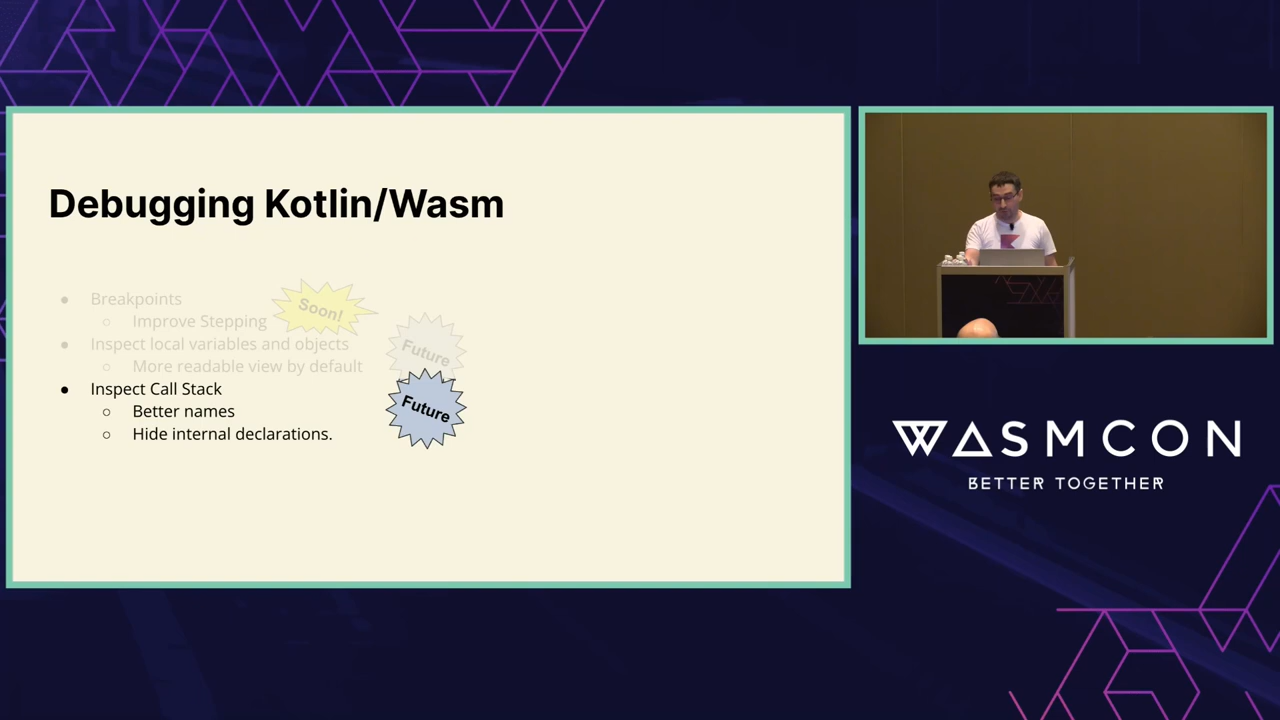 Debugging Kotlin/Wasm
● Breakpoints
○ Improve Stepping
Soon!
● Inspect local variables and objects
○ More readable view by default
Future
● Inspect Call Stack
○ Better names
○ Hide internal declarations.
Future
WASMCON
BETTER TOGETHER